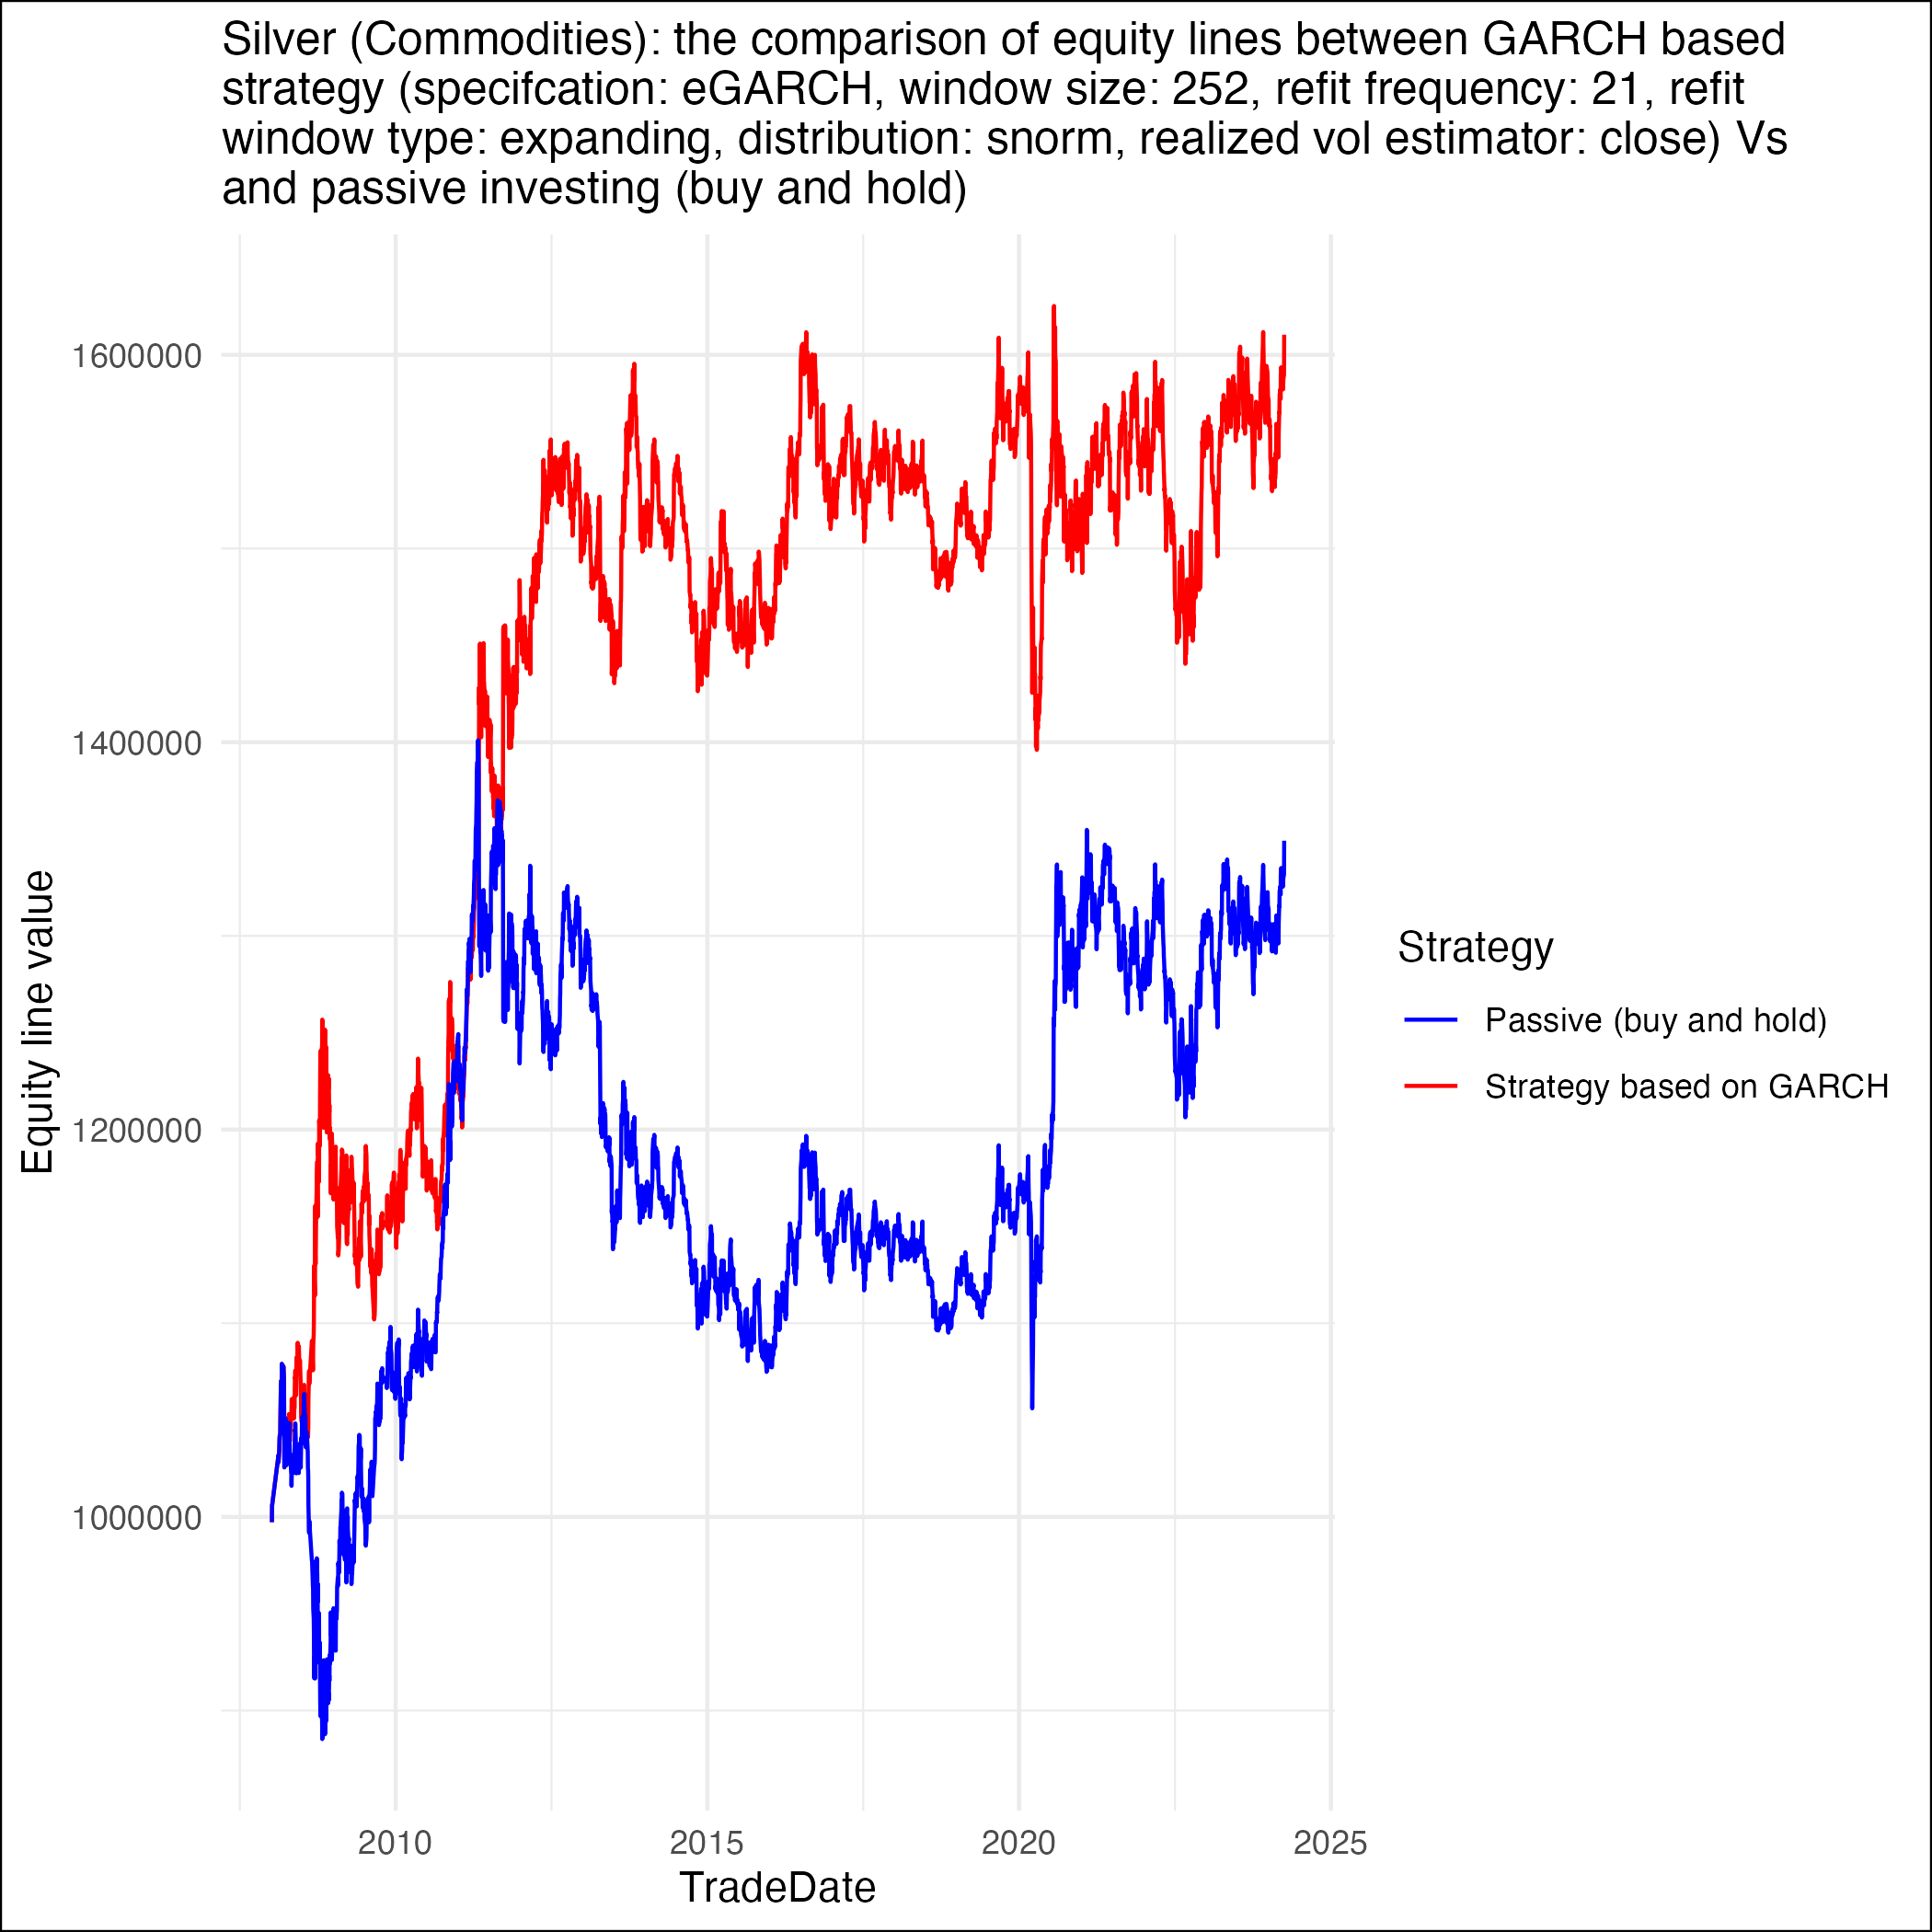 Silver (Commodities): the comparison of equity lines between GARCH based
strategy (specifcation: eGARCH, window size: 252, refit frequency: 21, refit
window type: expanding, distribution: snorm, realized vol estimator: close) Vs
and passive investing (buy and hold)
1600000
1400000
1200000
1000000
Equity line value
2010
2015
2020
2025
TradeDate
Strategy
Passive (buy and hold)
Strategy based on GARCH